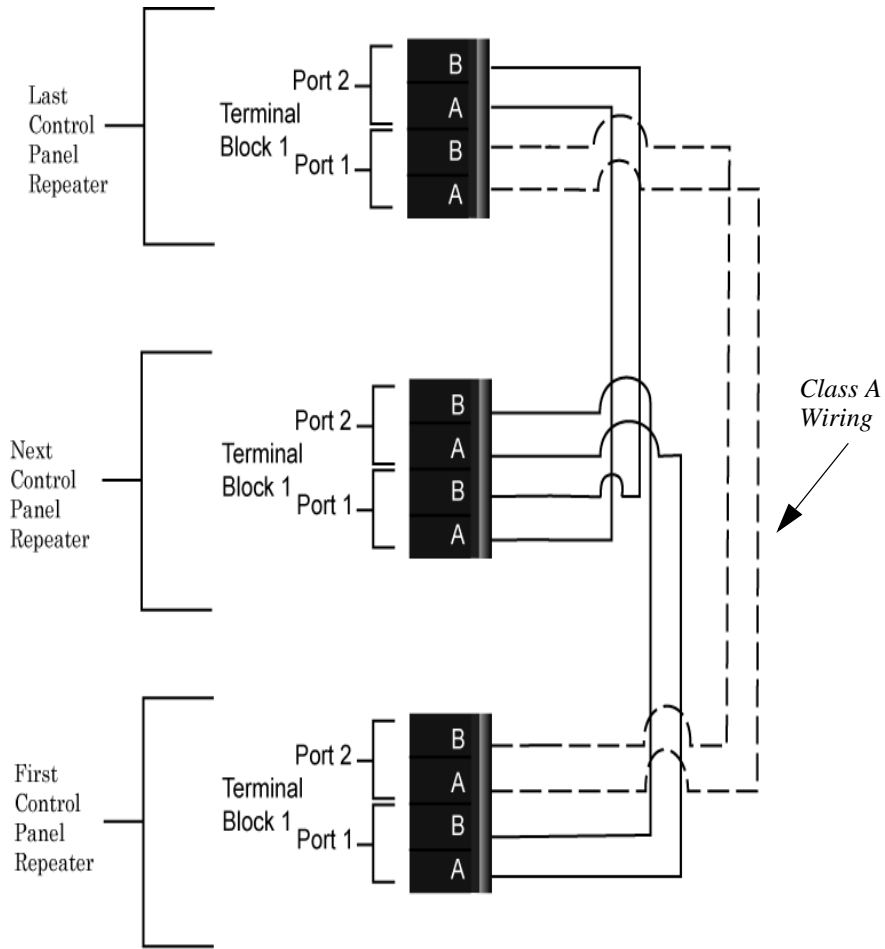 Last
Control
Panel
Repeater
Terminal
Block 1
Port 2
Port 1
B
A
B
A
Next
Control
Panel
Repeater
Terminal
Block 1
Port 2
Port 1
B
A
B
A
Class A
Wiring
First
Control
Panel
Repeater
Terminal
Block 1
Port 2
Port 1
B
A
B
A